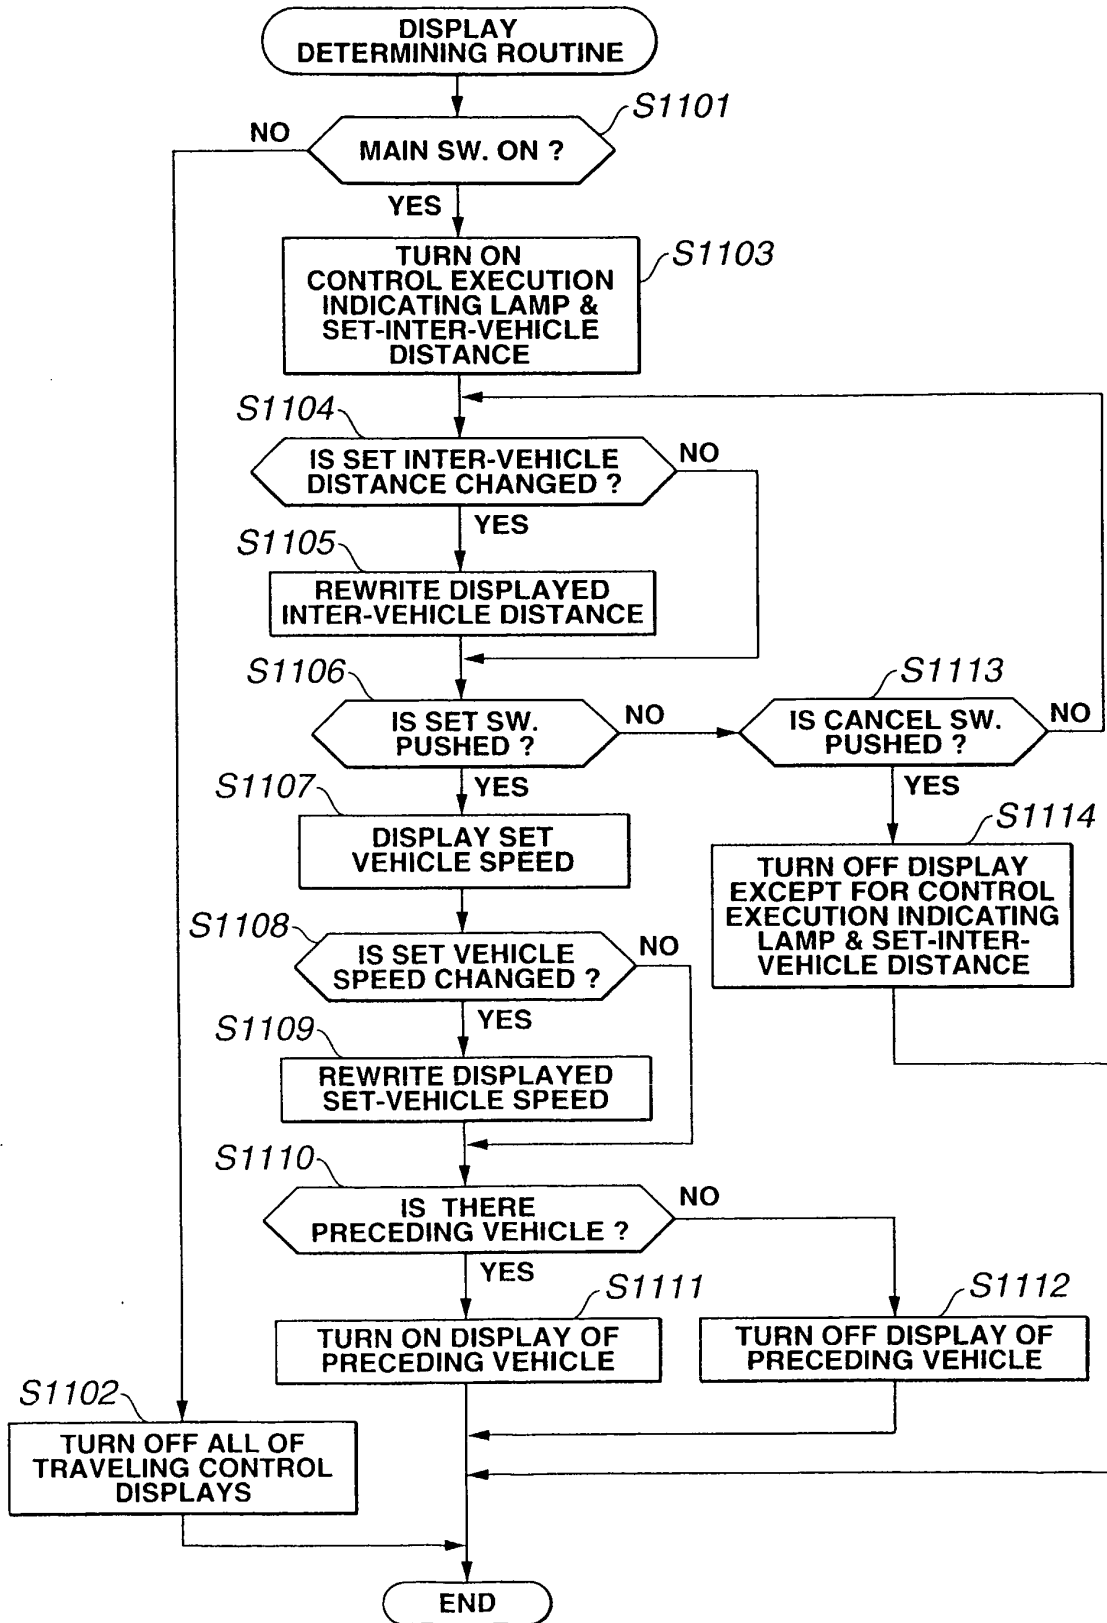 DISPLAY
DETERMINING ROUTINE
S1101
NO
MAIN SW. ON ?
YES
S1103
TURN ON
CONTROL EXECUTION
INDICATING LAMP &
SET-INTER-VEHICLE
DISTANCE
S1104
IS SET INTER-VEHICLE
DISTANCE CHANGED ?
NO
YES
S1105
REWRITE DISPLAYED
INTER-VEHICLE DISTANCE
S1106
IS SET SW.
PUSHED ?
NO
YES
S1113
IS CANCEL SW.
PUSHED ?
NO
YES
S1107
DISPLAY SET
VEHICLE SPEED
S1114
TURN OFF DISPLAY
EXCEPT FOR CONTROL
EXECUTION INDICATING
LAMP & SET-INTER-
VEHICLE DISTANCE
S1108
IS SET VEHICLE
SPEED CHANGED ?
NO
YES
S1109
REWRITE DISPLAYED
SET-VEHICLE SPEED
S1110
IS THERE
PRECEDING VEHICLE ?
NO
YES
S1111
TURN ON DISPLAY OF
PRECEDING VEHICLE
S1112
TURN OFF DISPLAY OF
PRECEDING VEHICLE
S1102
TURN OFF ALL OF
TRAVELING CONTROL
DISPLAYS
END